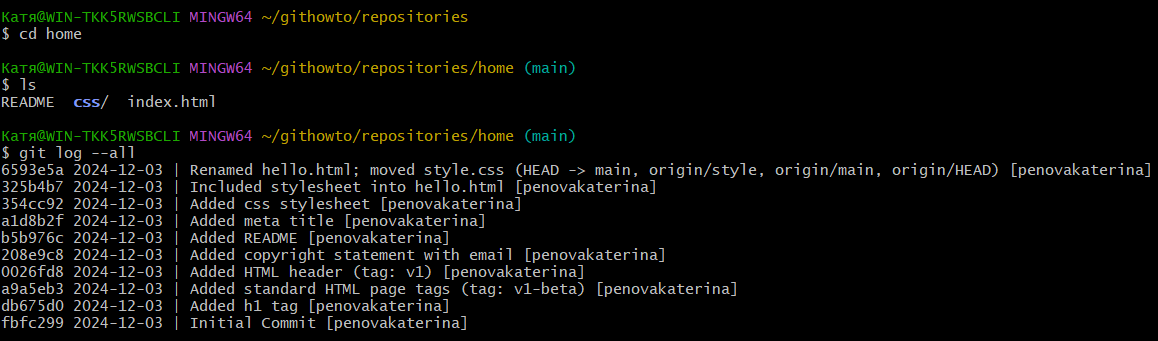 Катя@WIN-TKK5RWSBCLI MINGW64 ~/githowto/repositories
$ cd home
Катя@WIN-TKK5RWSBCLI MINGW64 ~/githowto/repositories/home (main)
$ ls
README  css/  index.html
Катя@WIN-TKK5RWSBCLI MINGW64 ~/githowto/repositories/home (main)
$ git log --all
6593e5a 2024-12-03 | Renamed hello.html; moved style.css (HEAD -> main, origin/style, origin/main, origin/HEAD) [penovakaterina]
325b4b7 2024-12-03 | Included stylesheet into hello.html [penovakaterina]
354cc92 2024-12-03 | Added css stylesheet [penovakaterina]
a1d8b2f 2024-12-03 | Added meta title [penovakaterina]
b5b976c 2024-12-03 | Added README [penovakaterina]
208e9c8 2024-12-03 | Added copyright statement with email [penovakaterina]
0026fd8 2024-12-03 | Added HTML header (tag: v1) [penovakaterina]
a9a5eb3 2024-12-03 | Added standard HTML page tags (tag: v1-beta) [penovakaterina]
db675d0 2024-12-03 | Added h1 tag [penovakaterina]
fbfc299 2024-12-03 | Initial Commit [penovakaterina]